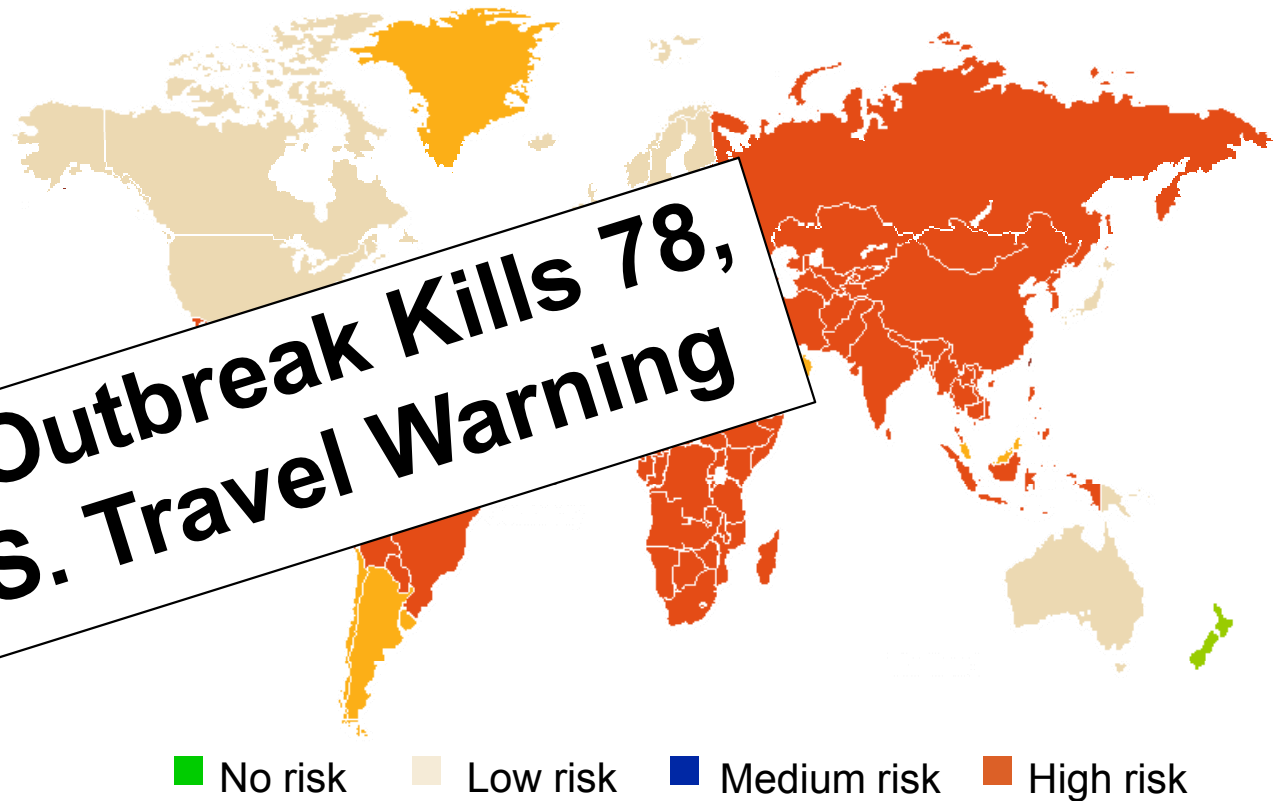 Outbreak Kills 78,
S. Travel Warning
No risk Low risk Medium risk High risk